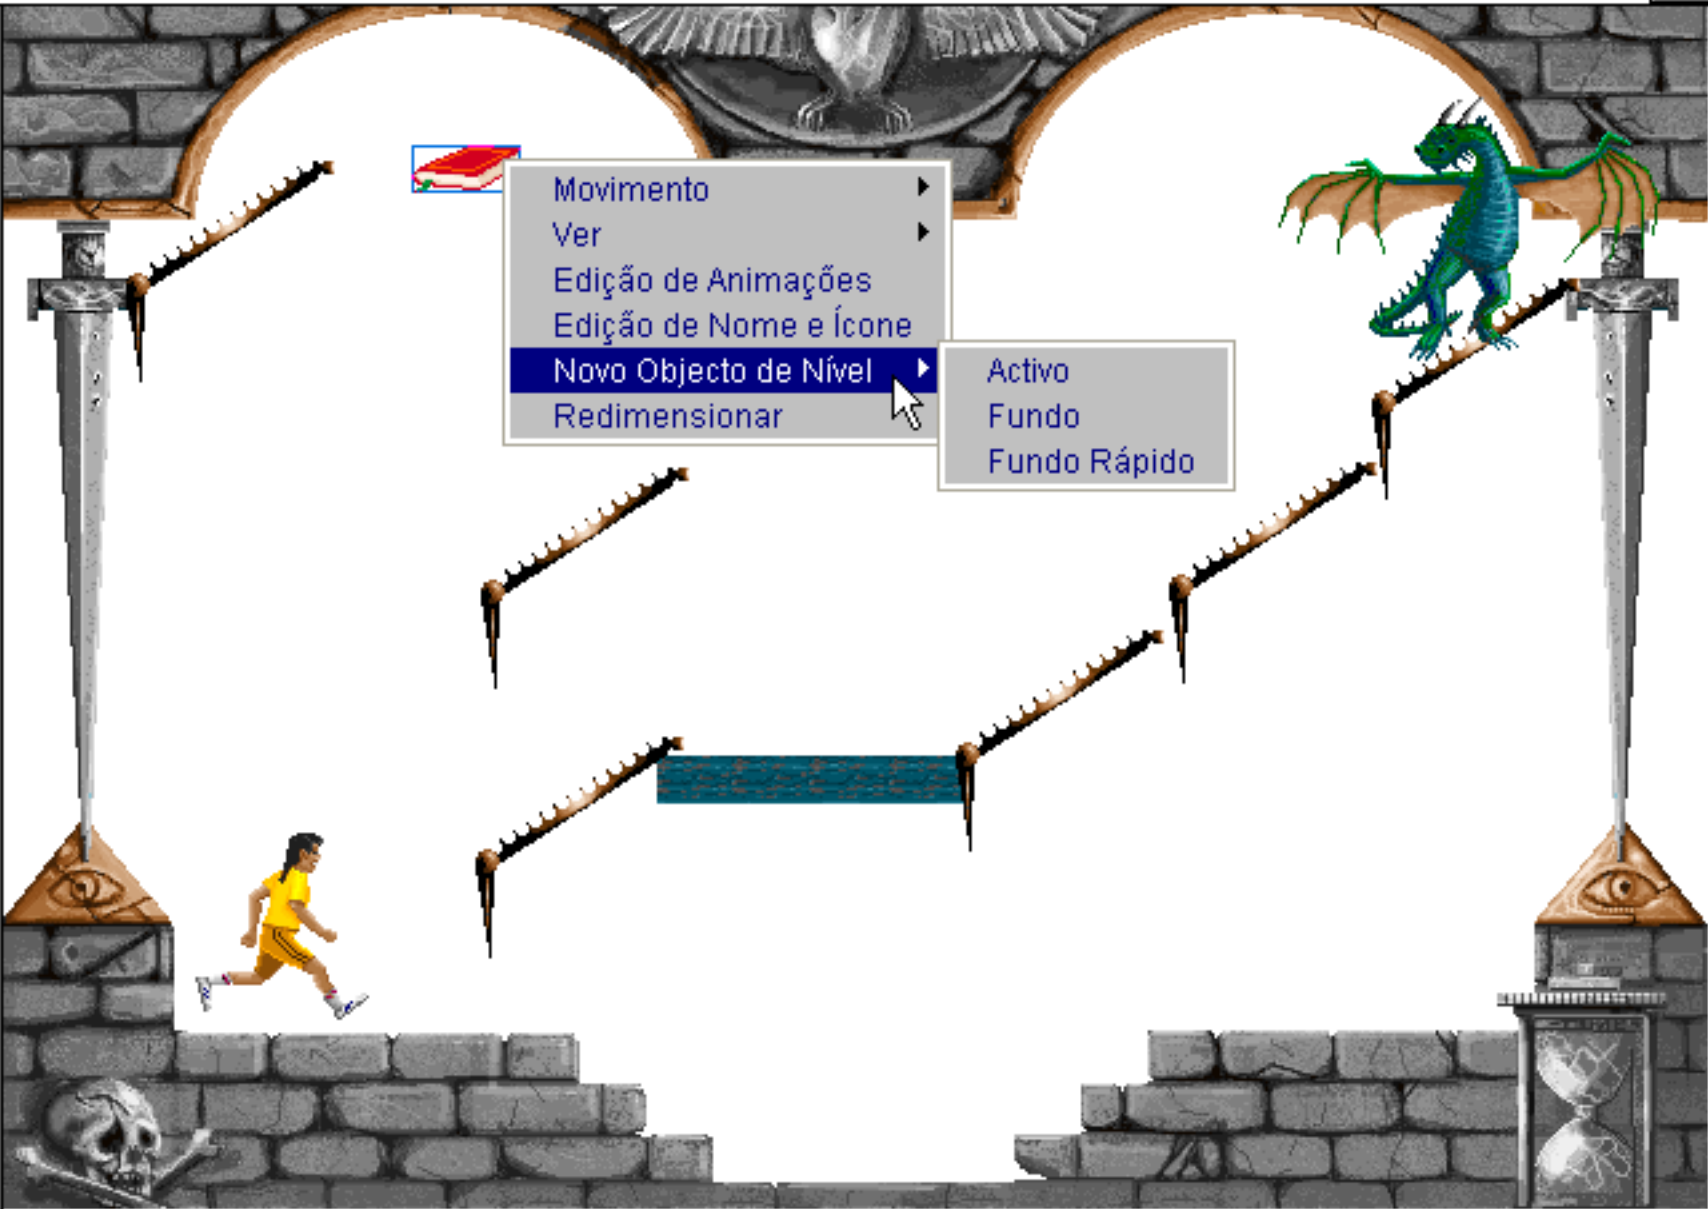 Movimento
Ver
Edição de Animações
Edição de Nome e Ícone
Novo Objecto de Nível
Redimensionar
Activo
Fundo
Fundo Rápido